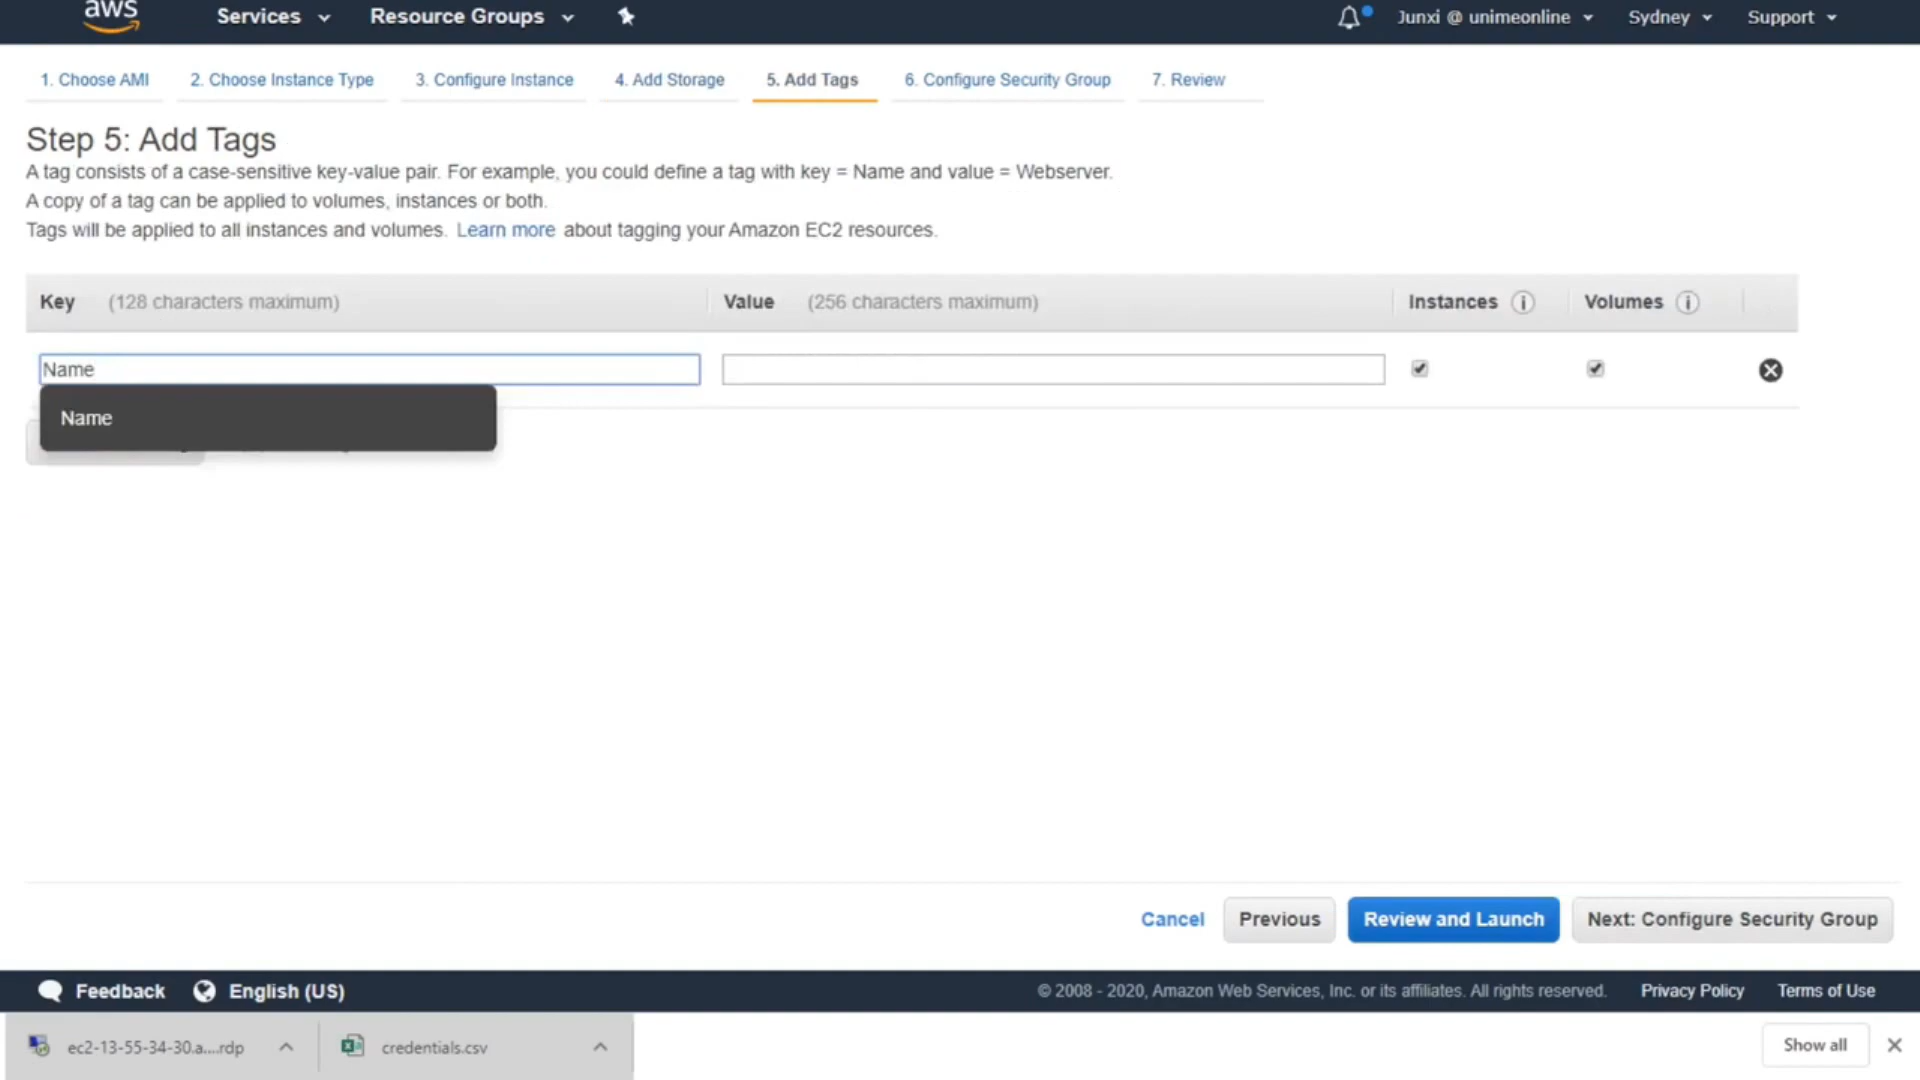 aws Services Resource Groups Junxi @ unimeonline Sydney Support
1. Choose AMI 2. Choose Instance Type 3. Configure Instance 4. Add Storage 5. Add Tags 6. Configure Security Group 7. Review
Step 5: Add Tags
A tag consists of a case-sensitive key-value pair. For example, you could define a tag with key = Name and value = Webserver.
A copy of a tag can be applied to volumes, instances or both.
Tags will be applied to all instances and volumes. Learn more about tagging your Amazon EC2 resources.
Key (128 characters maximum) Value (256 characters maximum) Instances i Volumes i
Name
Name
Cancel Previous Review and Launch Next: Configure Security Group
Feedback English (US) © 2008 - 2020, Amazon Web Services, Inc. or its affiliates. All rights reserved. Privacy Policy Terms of Use
ec2-13-55-34-30.a....rdp credentials.csv Show all